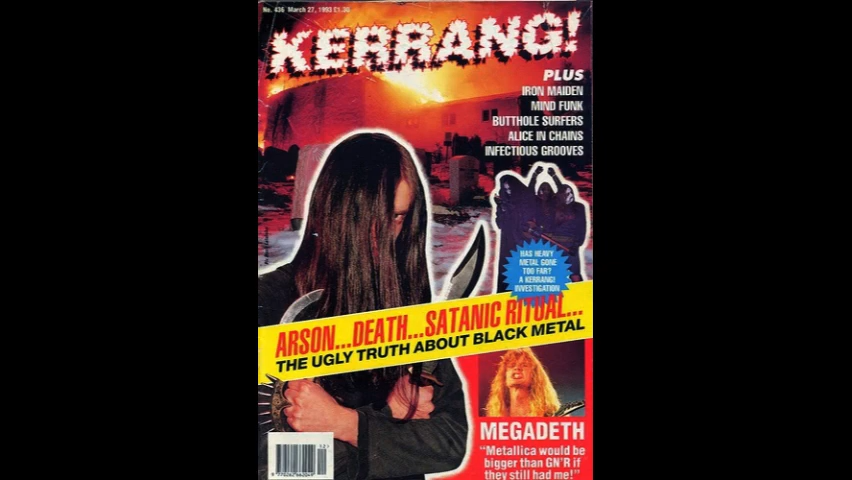 No. 436 March 27, 1993 £1.30
KERRANG!
PLUS
IRON MAIDEN
MIND FUNK
BUTTHOLE SURFERS
ALICE IN CHAINS
INFECTIOUS GROOVES
HAS HEAVY
METAL GONE
TOO FAR?
A KERRANG!
INVESTIGATION
ARSON...DEATH...SATANIC RITUAL...
THE UGLY TRUTH ABOUT BLACK METAL
MEGADETH
"Metallica would be
bigger than GN'R if
they still had me!"